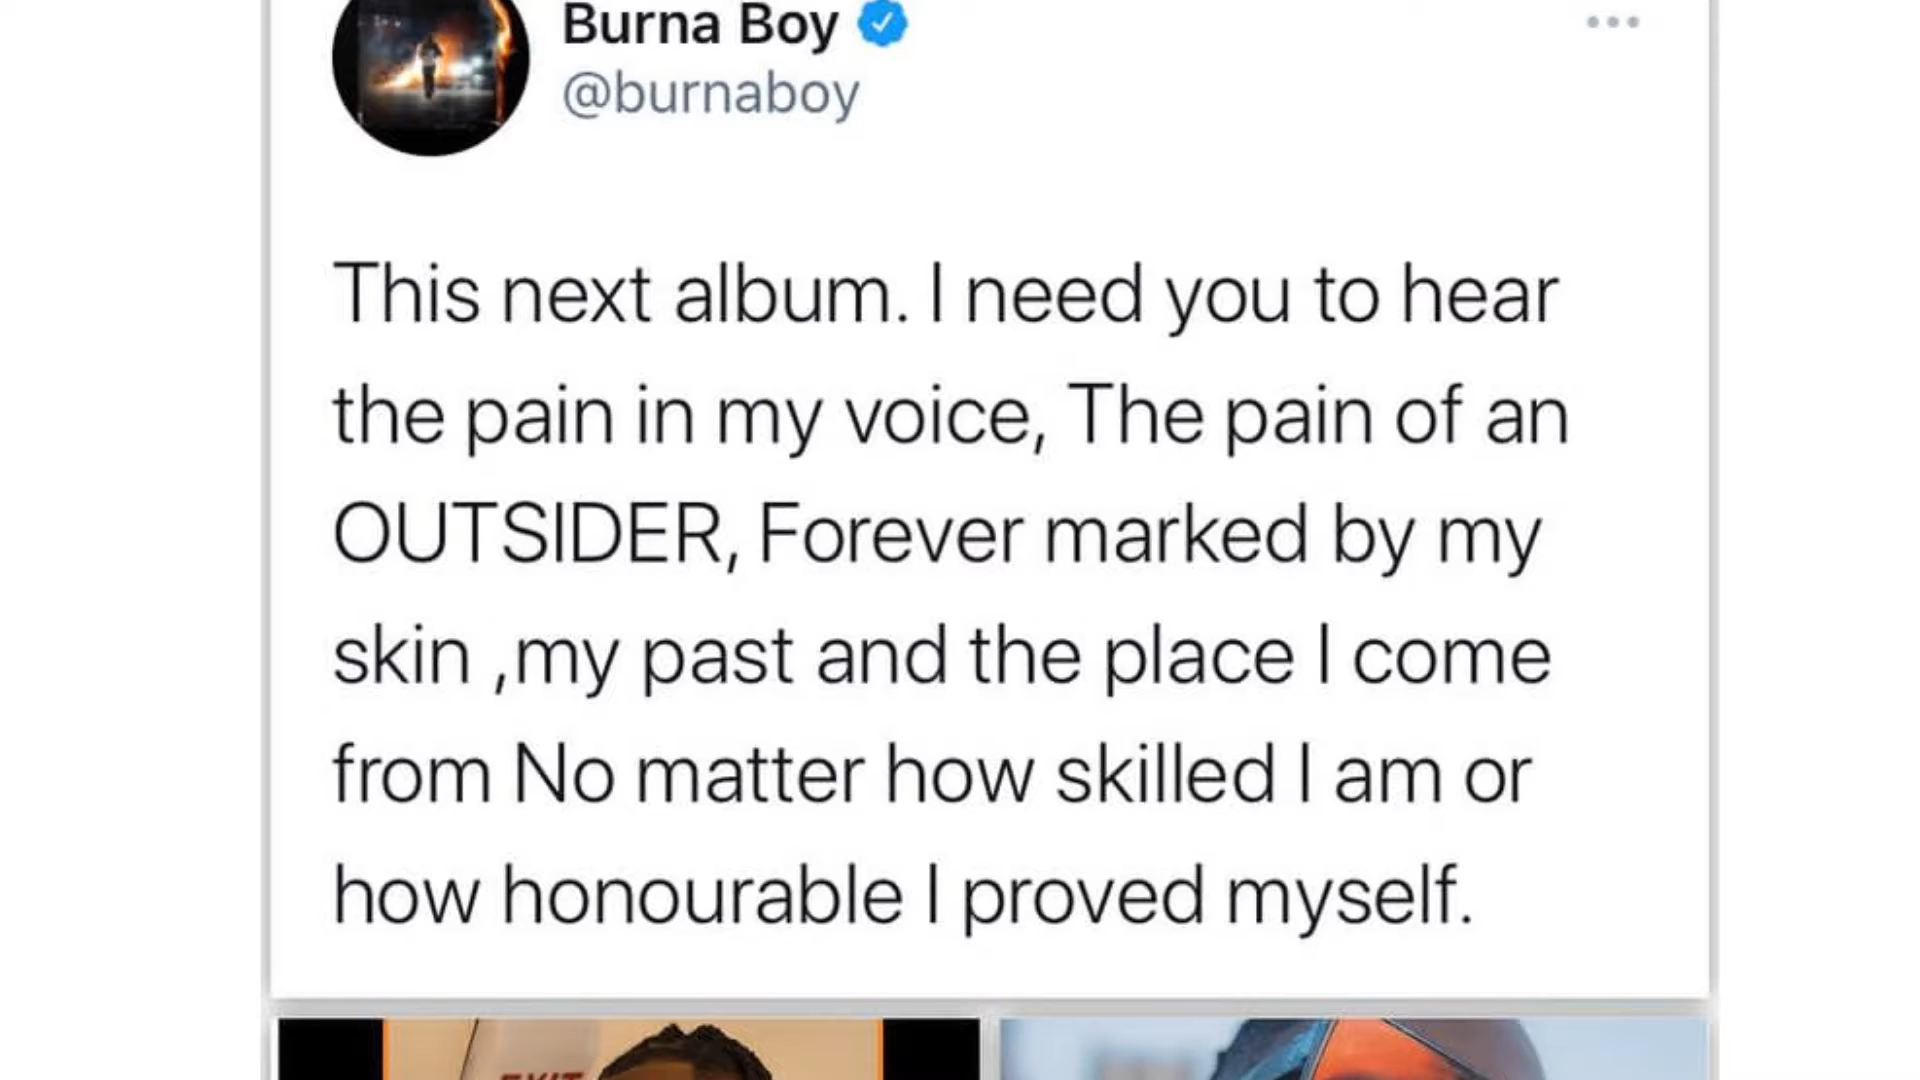 Burna Boy
@burnaboy
This next album. I need you to hear
the pain in my voice, The pain of an
OUTSIDER, Forever marked by my
skin ,my past and the place I come
from No matter how skilled I am or
how honourable I proved myself.
EXIT